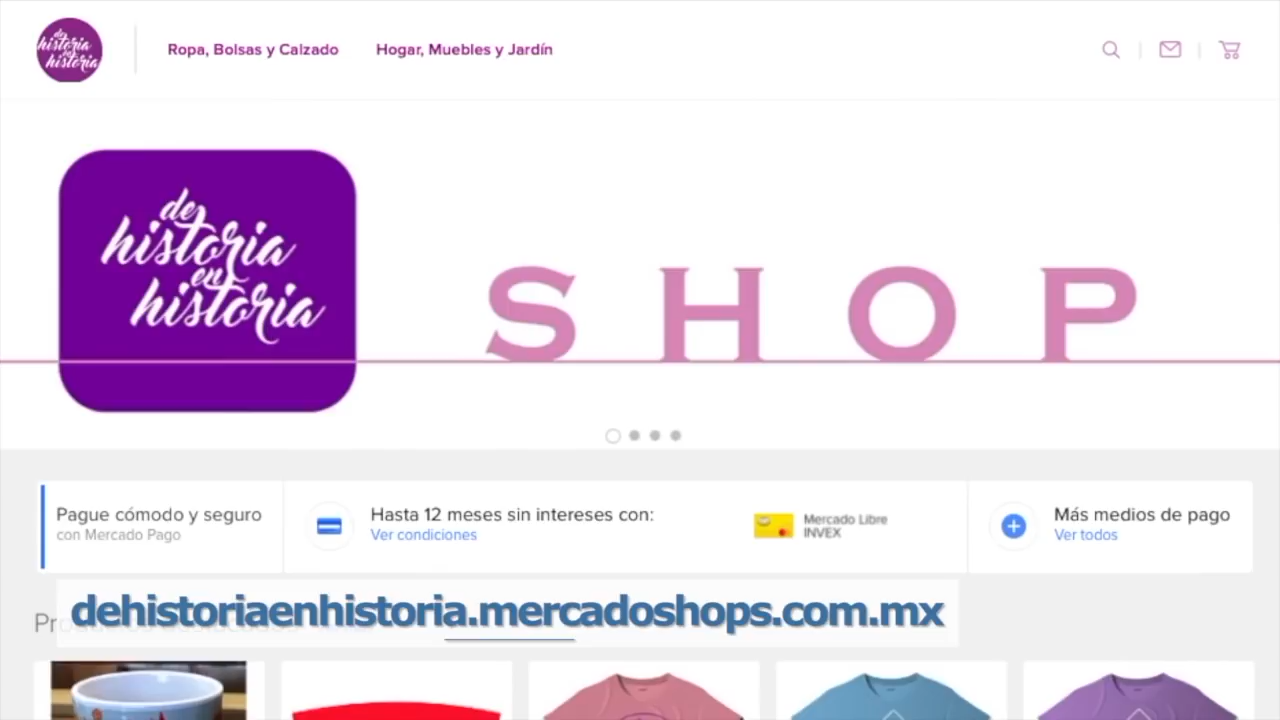 de
historia
en
historia
Ropa, Bolsas y Calzado
Hogar, Muebles y Jardín
de
historia
en
historia
SHOP
Pague cómodo y seguro
con Mercado Pago
Hasta 12 meses sin intereses con:
Ver condiciones
Mercado Libre
INVEX
Más medios de pago
Ver todos
dehistoriaenhistoria.mercadoshops.com.mx